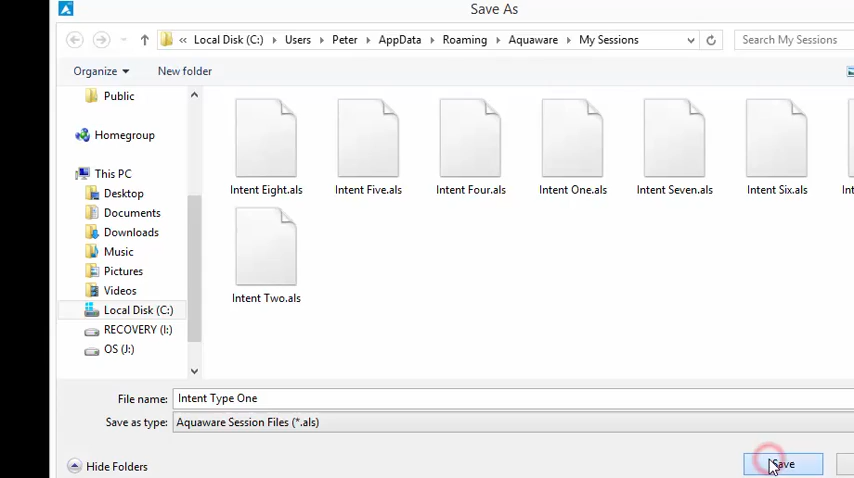 Save As
« Local Disk (C:) Users Peter AppData Roaming Aquaware My Sessions Search My Sessions
Organize New folder
Public
Homegroup
This PC
Desktop
Documents
Downloads
Music
Pictures
Videos
Local Disk (C:)
RECOVERY (I:)
OS (J:)
Intent Eight.als Intent Five.als Intent Four.als Intent One.als Intent Seven.als Intent Six.als
Intent Two.als
File name: Intent Type One
Save as type: Aquaware Session Files (*.als)
Hide Folders Save